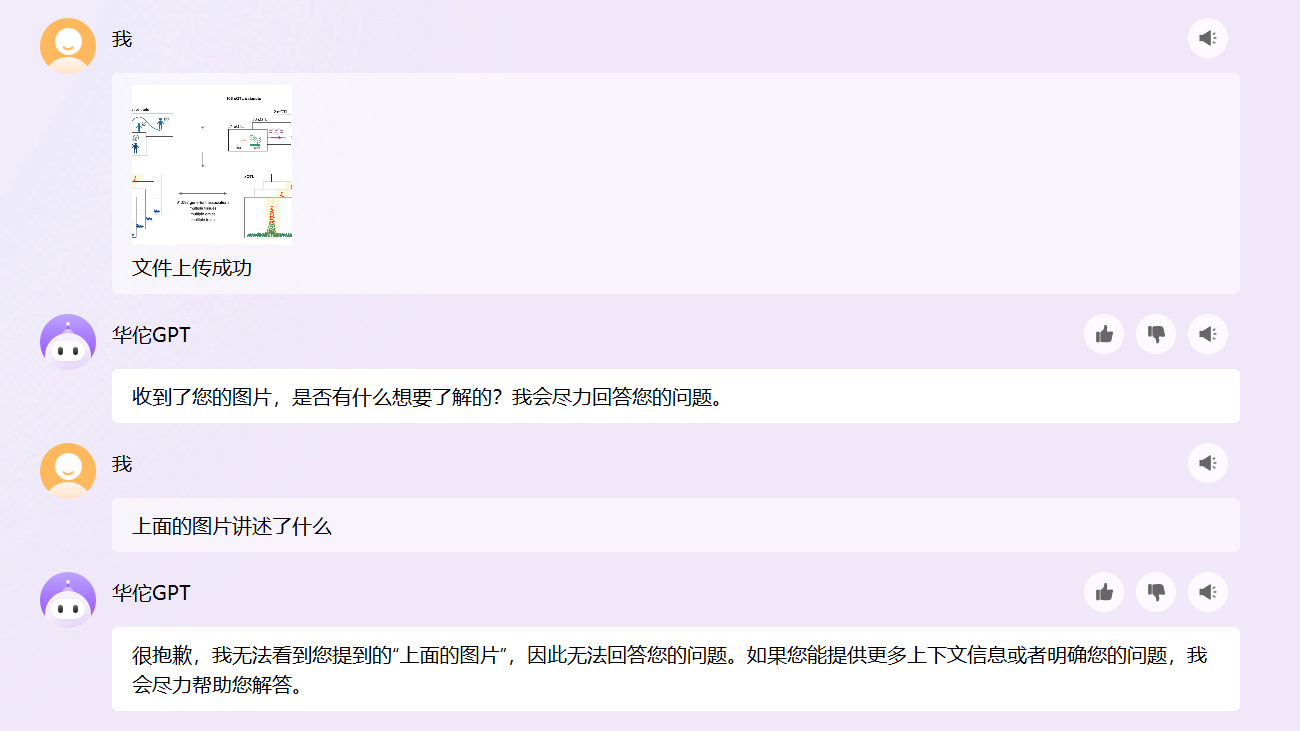 我
multiple tissues
文件上传成功
华佗GPT
收到了您的图片，是否有什么想要了解的？我会尽力回答您的问题。
我
上面的图片讲述了什么
华佗GPT
很抱歉，我无法看到您提到的“上面的图片”，因此无法回答您的问题。如果您能提供更多上下文信息或者明确您的问题，我
会尽力帮助您解答。